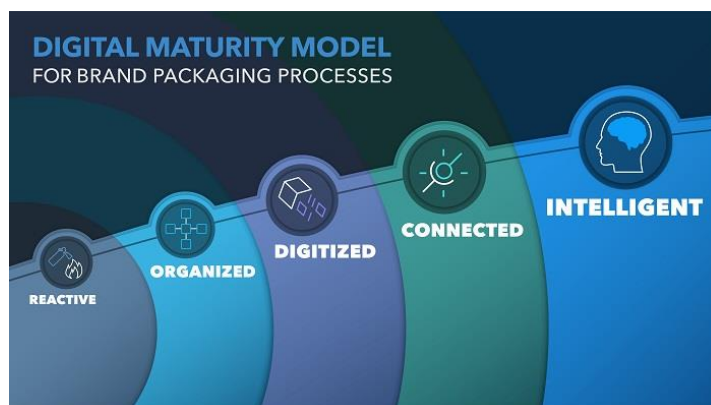 DIGITAL MATURITY MODEL
FOR BRAND PACKAGING PROCESSES
REACTIVE
ORGANIZED
DIGITIZED
CONNECTED
INTELLIGENT